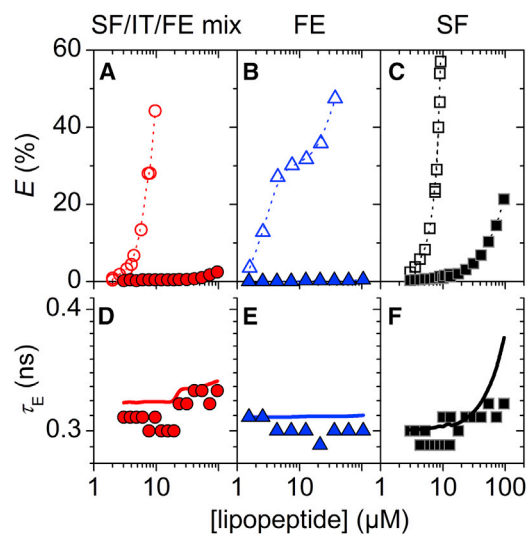 SF/IT/FE mix FE SF
A B C
E (%)
60
40
20
0
D E F
τE (ns)
0.4
0.3
1 10 1 10 1 10 100
[lipopeptide] (µM)